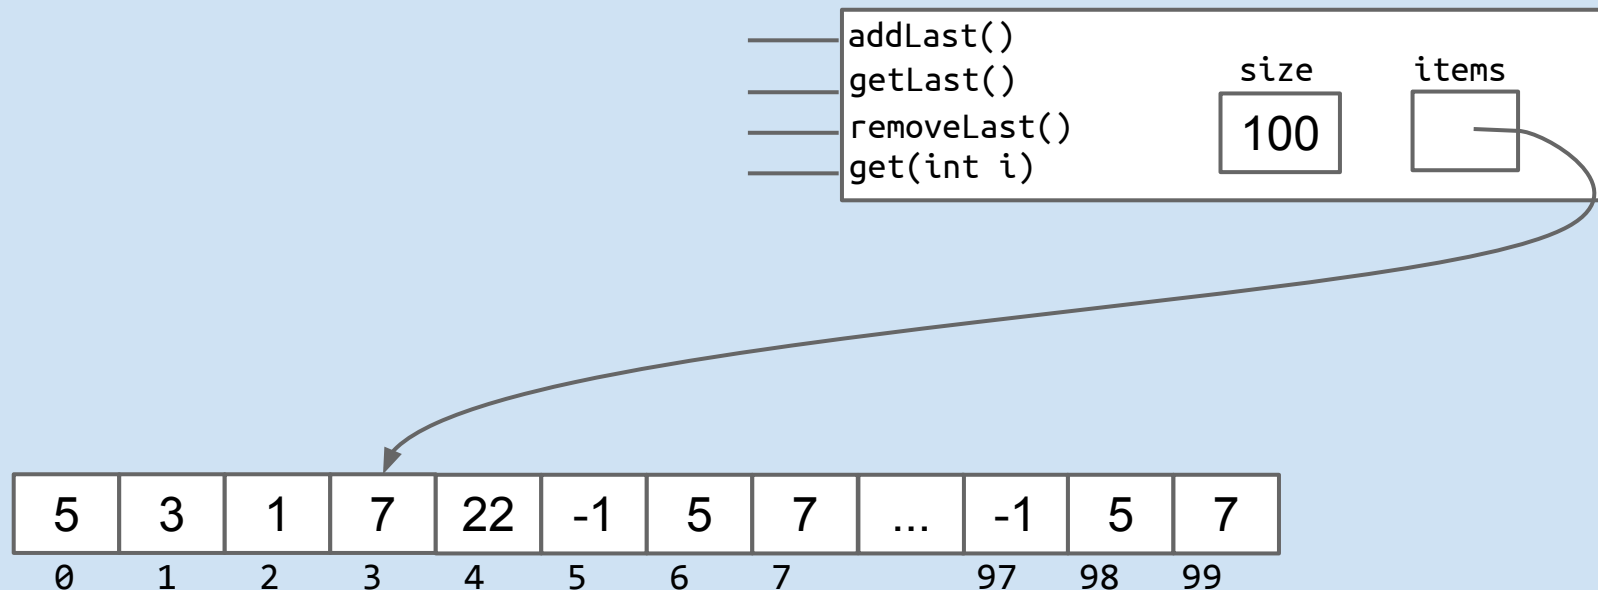 addLast()
getLast()
removeLast()
get(int i)
size
items
100
5 3 1 7 22 -1 5 7 ... -1 5 7
0 1 2 3 4 5 6 7 97 98 99